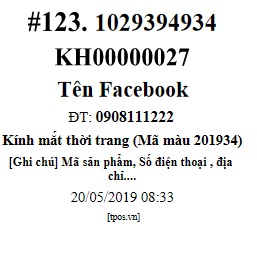 #123. 1029394934
KH00000027
Tên Facebook
ĐT: 0908111222
Kính mắt thời trang (Mã màu 201934)
[Ghi chú] Mã sản phẩm, Số điện thoại , địa
chỉ....
20/05/2019 08:33
[tpos.vn]